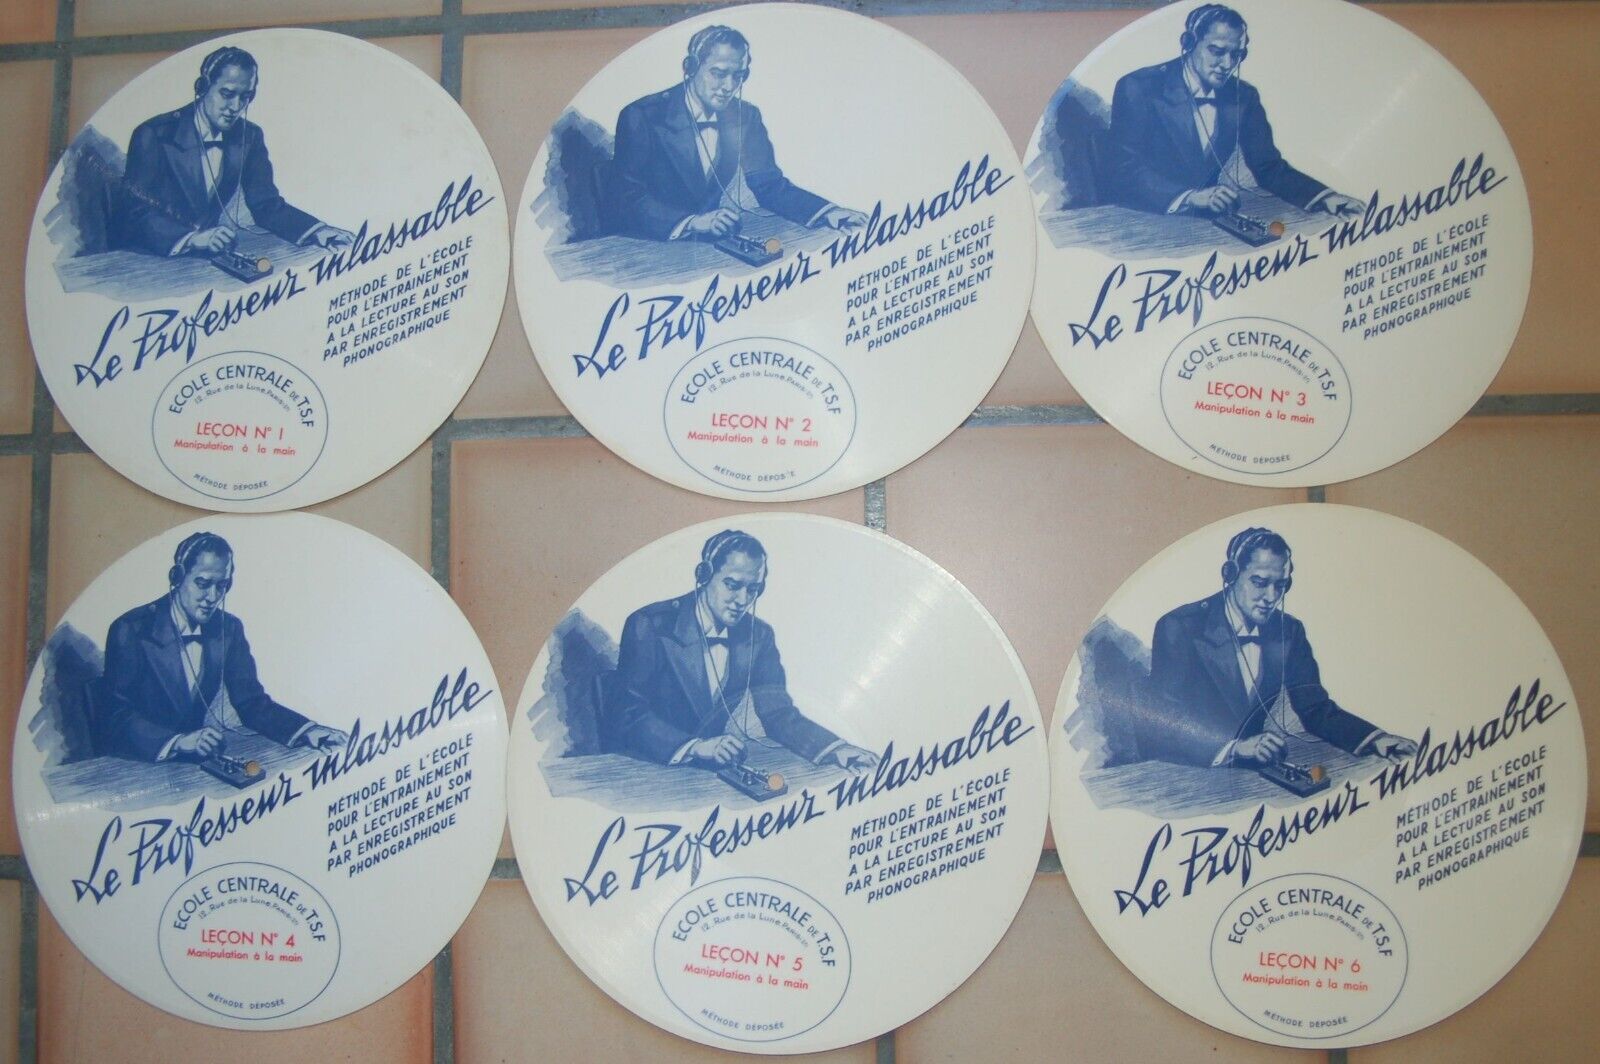 Le Professeur inlassable
MÉTHODE DE L'ÉCOLE
POUR L'ENTRAINEMENT
A LA LECTURE AU SON
PAR ENREGISTREMENT
PHONOGRAPHIQUE
ECOLE CENTRALE DE T.S.F
12, Rue de la Lune, PARIS-2e
LEÇON N° 1
Manipulation à la main
MÉTHODE DÉPOSÉE
Le Professeur inlassable
MÉTHODE DE L'ÉCOLE
POUR L'ENTRAINEMENT
A LA LECTURE AU SON
PAR ENREGISTREMENT
PHONOGRAPHIQUE
ECOLE CENTRALE DE T.S.F
12, Rue de la Lune, PARIS-2e
LEÇON N° 2
Manipulation à la main
MÉTHODE DÉPOSÉE
Le Professeur inlassable
MÉTHODE DE L'ÉCOLE
POUR L'ENTRAINEMENT
A LA LECTURE AU SON
PAR ENREGISTREMENT
PHONOGRAPHIQUE
ECOLE CENTRALE DE T.S.F
12, Rue de la Lune, PARIS-2e
LEÇON N° 3
Manipulation à la main
MÉTHODE DÉPOSÉE
Le Professeur inlassable
MÉTHODE DE L'ÉCOLE
POUR L'ENTRAINEMENT
A LA LECTURE AU SON
PAR ENREGISTREMENT
PHONOGRAPHIQUE
ECOLE CENTRALE DE T.S.F
12, Rue de la Lune, PARIS-2e
LEÇON N° 4
Manipulation à la main
MÉTHODE DÉPOSÉE
Le Professeur inlassable
MÉTHODE DE L'ÉCOLE
POUR L'ENTRAINEMENT
A LA LECTURE AU SON
PAR ENREGISTREMENT
PHONOGRAPHIQUE
ECOLE CENTRALE DE T.S.F
12, Rue de la Lune, PARIS-2e
LEÇON N° 5
Manipulation à la main
MÉTHODE DÉPOSÉE
Le Professeur inlassable
MÉTHODE DE L'ÉCOLE
POUR L'ENTRAINEMENT
A LA LECTURE AU SON
PAR ENREGISTREMENT
PHONOGRAPHIQUE
ECOLE CENTRALE DE T.S.F
12, Rue de la Lune, PARIS-2e
LEÇON N° 6
Manipulation à la main
MÉTHODE DÉPOSÉE